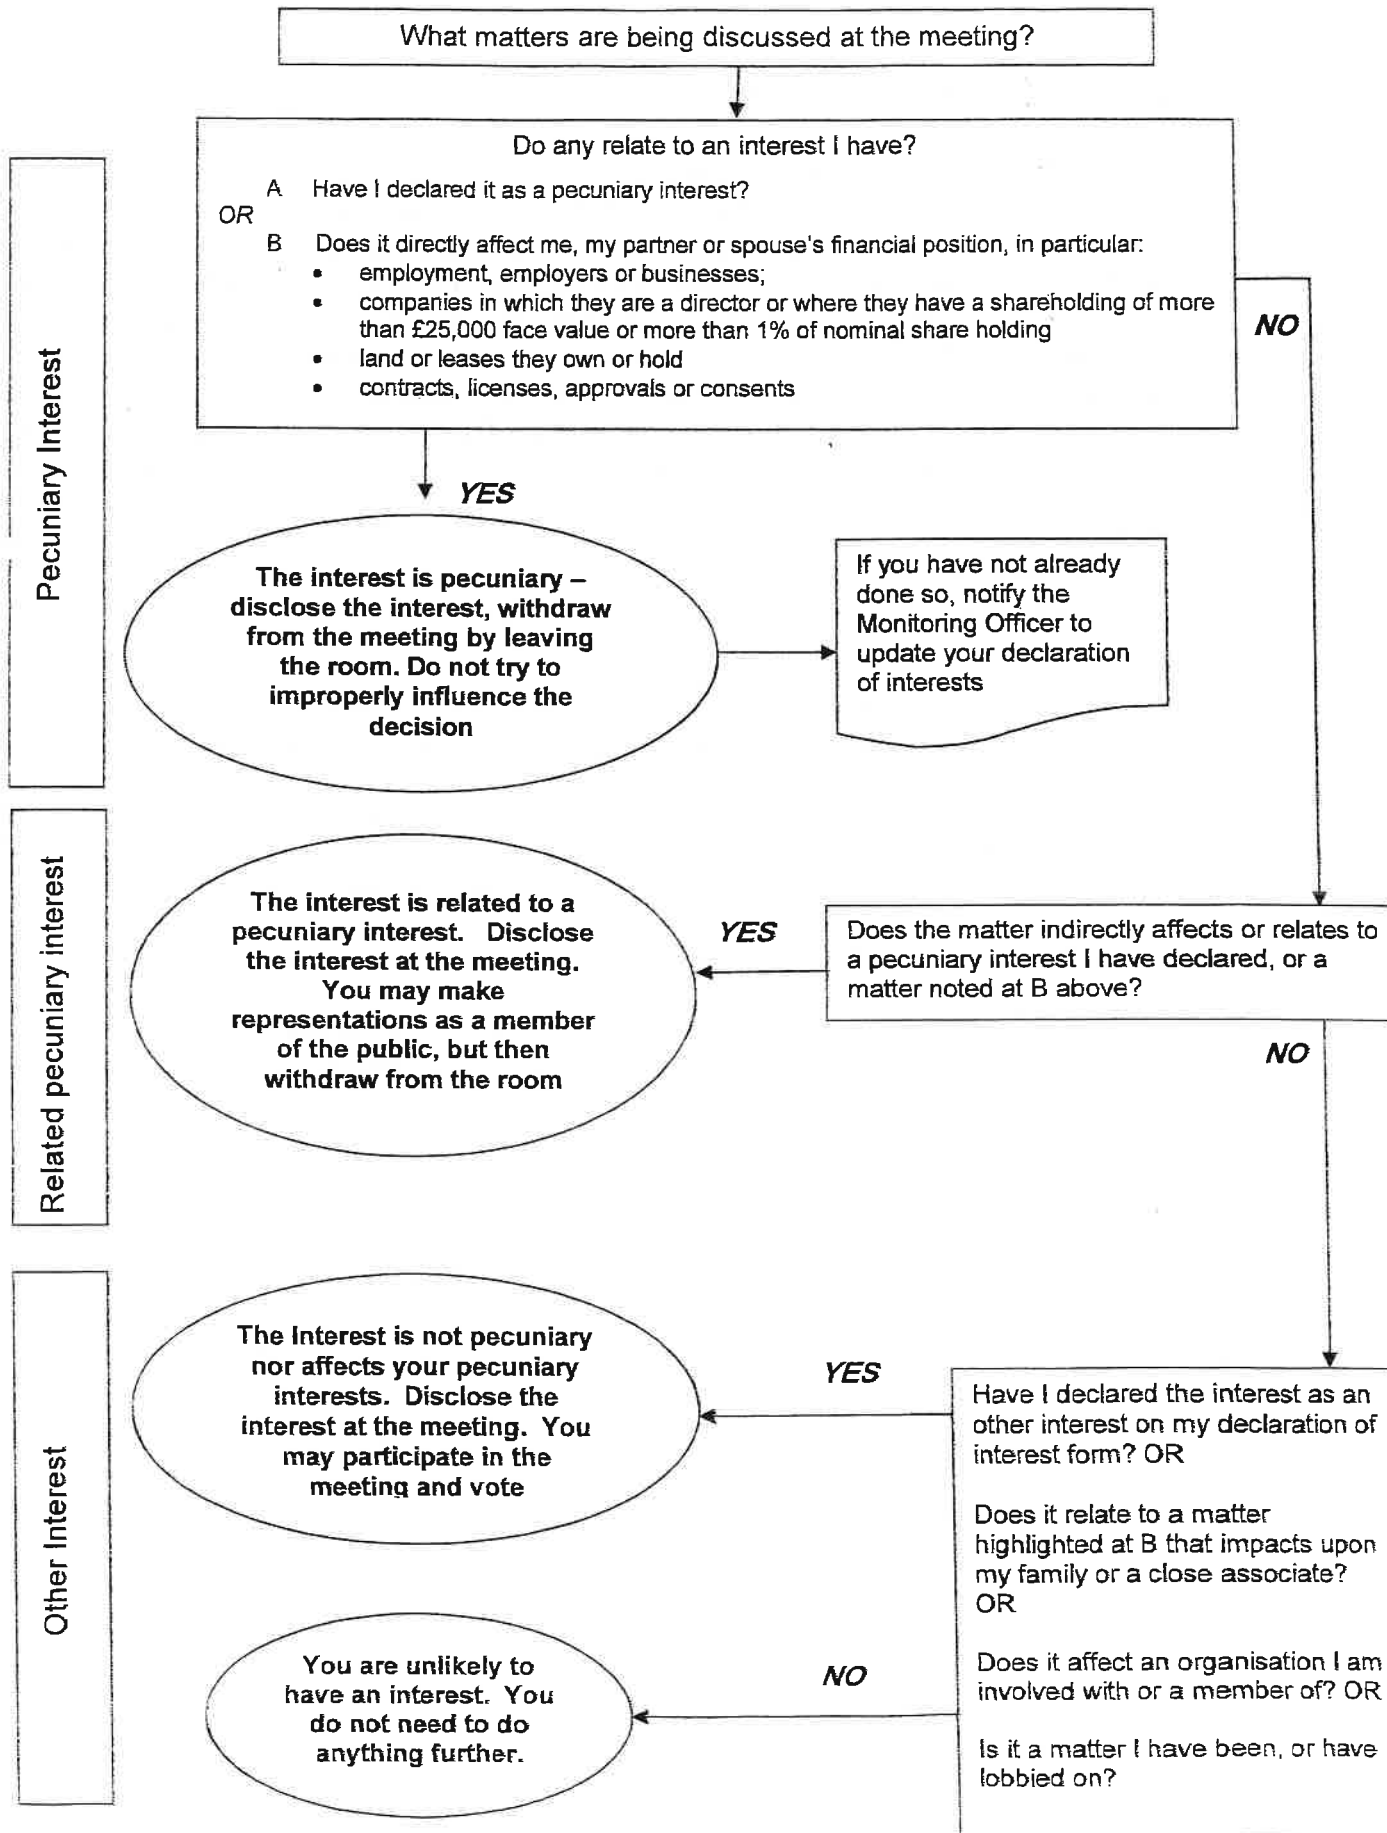 What matters are being discussed at the meeting?
Do any relate to an interest I have?
A Have I declared it as a pecuniary interest?
OR
B Does it directly affect me, my partner or spouse's financial position, in particular:
• employment, employers or businesses;
• companies in which they are a director or where they have a shareholding of more
than £25,000 face value or more than 1% of nominal share holding
• land or leases they own or hold
• contracts, licenses, approvals or consents
NO
Pecuniary Interest
YES
The interest is pecuniary –
disclose the interest, withdraw
from the meeting by leaving
the room. Do not try to
improperly influence the
decision
If you have not already
done so, notify the
Monitoring Officer to
update your declaration
of interests
Related pecuniary interest
The interest is related to a
pecuniary interest. Disclose
the interest at the meeting.
You may make
representations as a member
of the public, but then
withdraw from the room
YES
Does the matter indirectly affects or relates to
a pecuniary interest I have declared, or a
matter noted at B above?
NO
Other Interest
The Interest is not pecuniary
nor affects your pecuniary
interests. Disclose the
interest at the meeting. You
may participate in the
meeting and vote
YES
Have I declared the interest as an
other interest on my declaration of
interest form? OR
Does it relate to a matter
highlighted at B that impacts upon
my family or a close associate?
OR
Does it affect an organisation I am
involved with or a member of? OR
Is it a matter I have been, or have
lobbied on?
NO
You are unlikely to
have an interest. You
do not need to do
anything further.